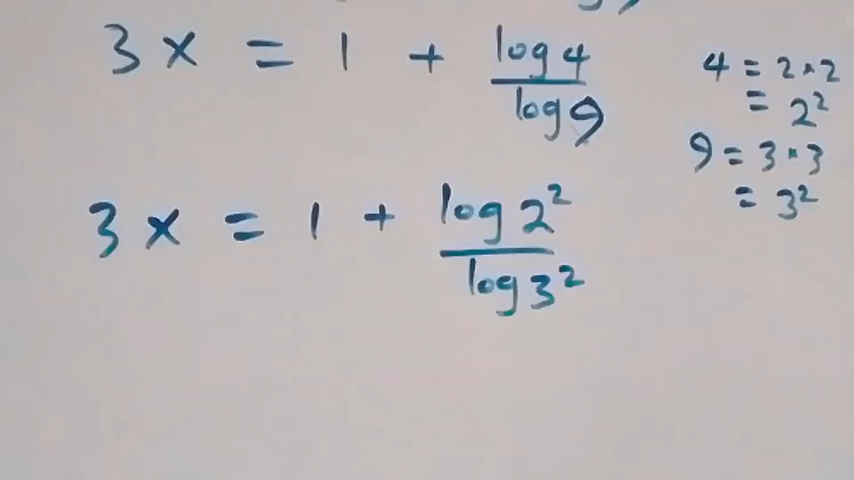 3x = 1 + log4/log9
4 = 2×2
= 2²
9 = 3×3
= 3²
3x = 1 + log2²/log3²